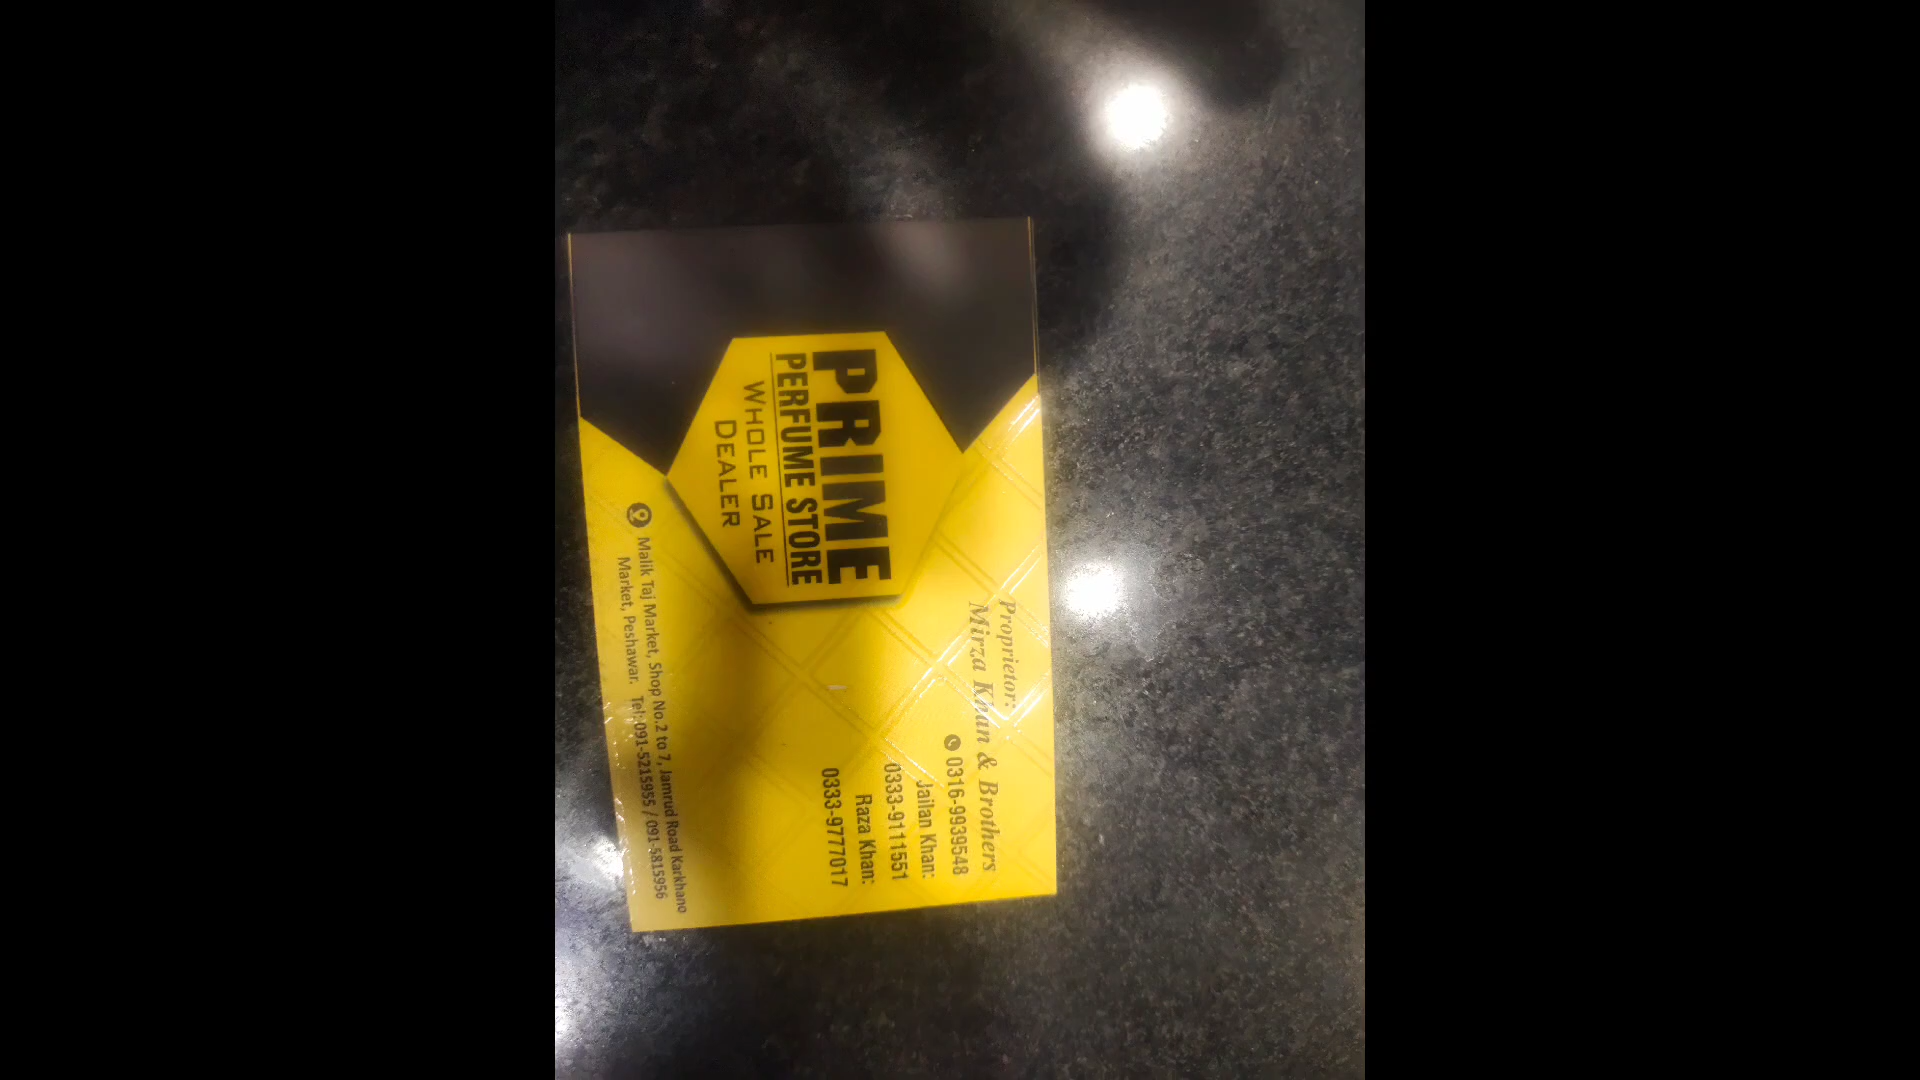 PRIME
PERFUME STORE
WHOLE SALE
DEALER
Proprietor:
Mirza Khan & Brothers
0316-9939548
Jailan Khan:
0333-9111551
Raza Khan:
0333-9777017
Malik Taj Market, Shop No.2 to 7, Jamrud Road Karkhano
Market, Peshawar. Tel: 091-5215955 / 091-5815956